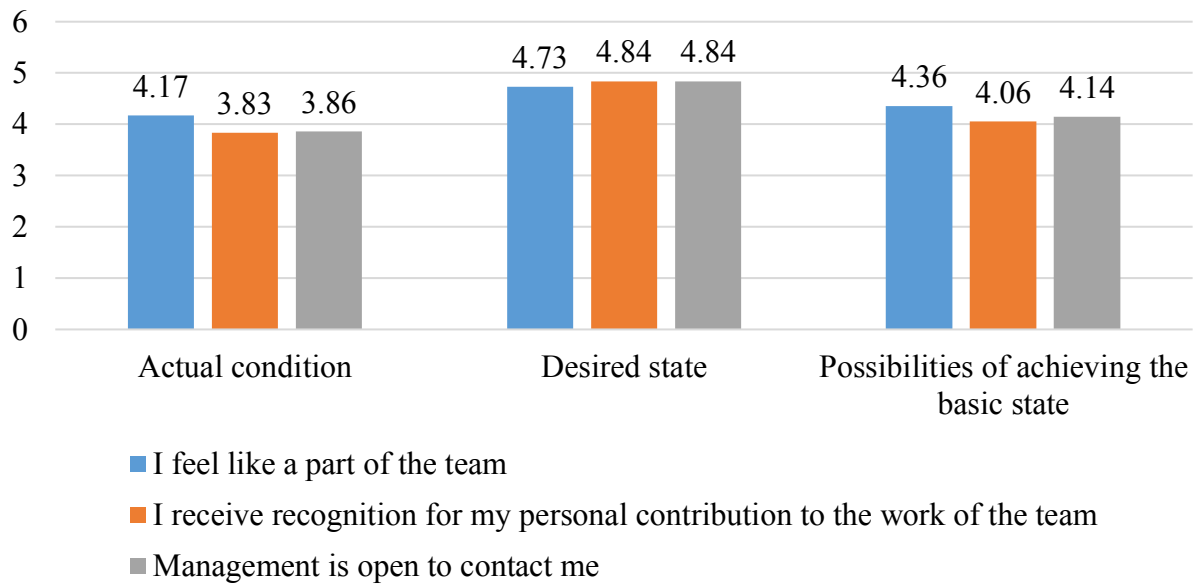 6
5
4
3
2
1
0
4.17
3.83
3.86
4.73
4.84
4.84
4.36
4.06
4.14
Actual condition
Desired state
Possibilities of achieving the
basic state
I feel like a part of the team
I receive recognition for my personal contribution to the work of the team
Management is open to contact me